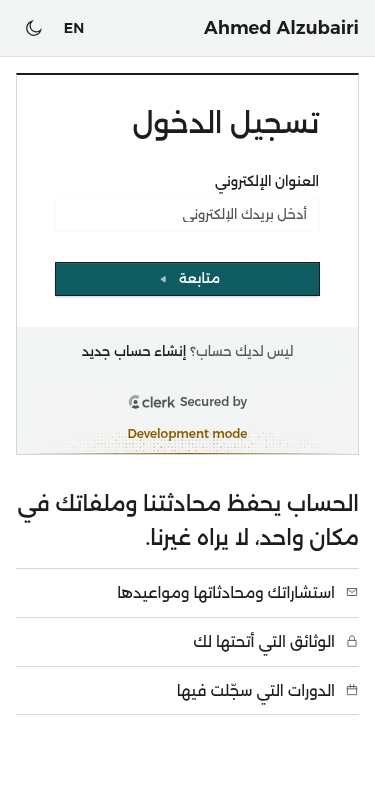 Ahmed Alzubairi
EN
تسجيل الدخول
العنوان الإلكتروني
أدخل بريدك الإلكتروني
متابعة
ليس لديك حساب؟ إنشاء حساب جديد
Secured by clerk
Development mode
الحساب يحفظ محادثتنا وملفاتك في
مكان واحد، لا يراه غيرنا.
استشاراتك ومحادثاتها ومواعيدها
الوثائق التي أتحتها لك
الدورات التي سجّلت فيها